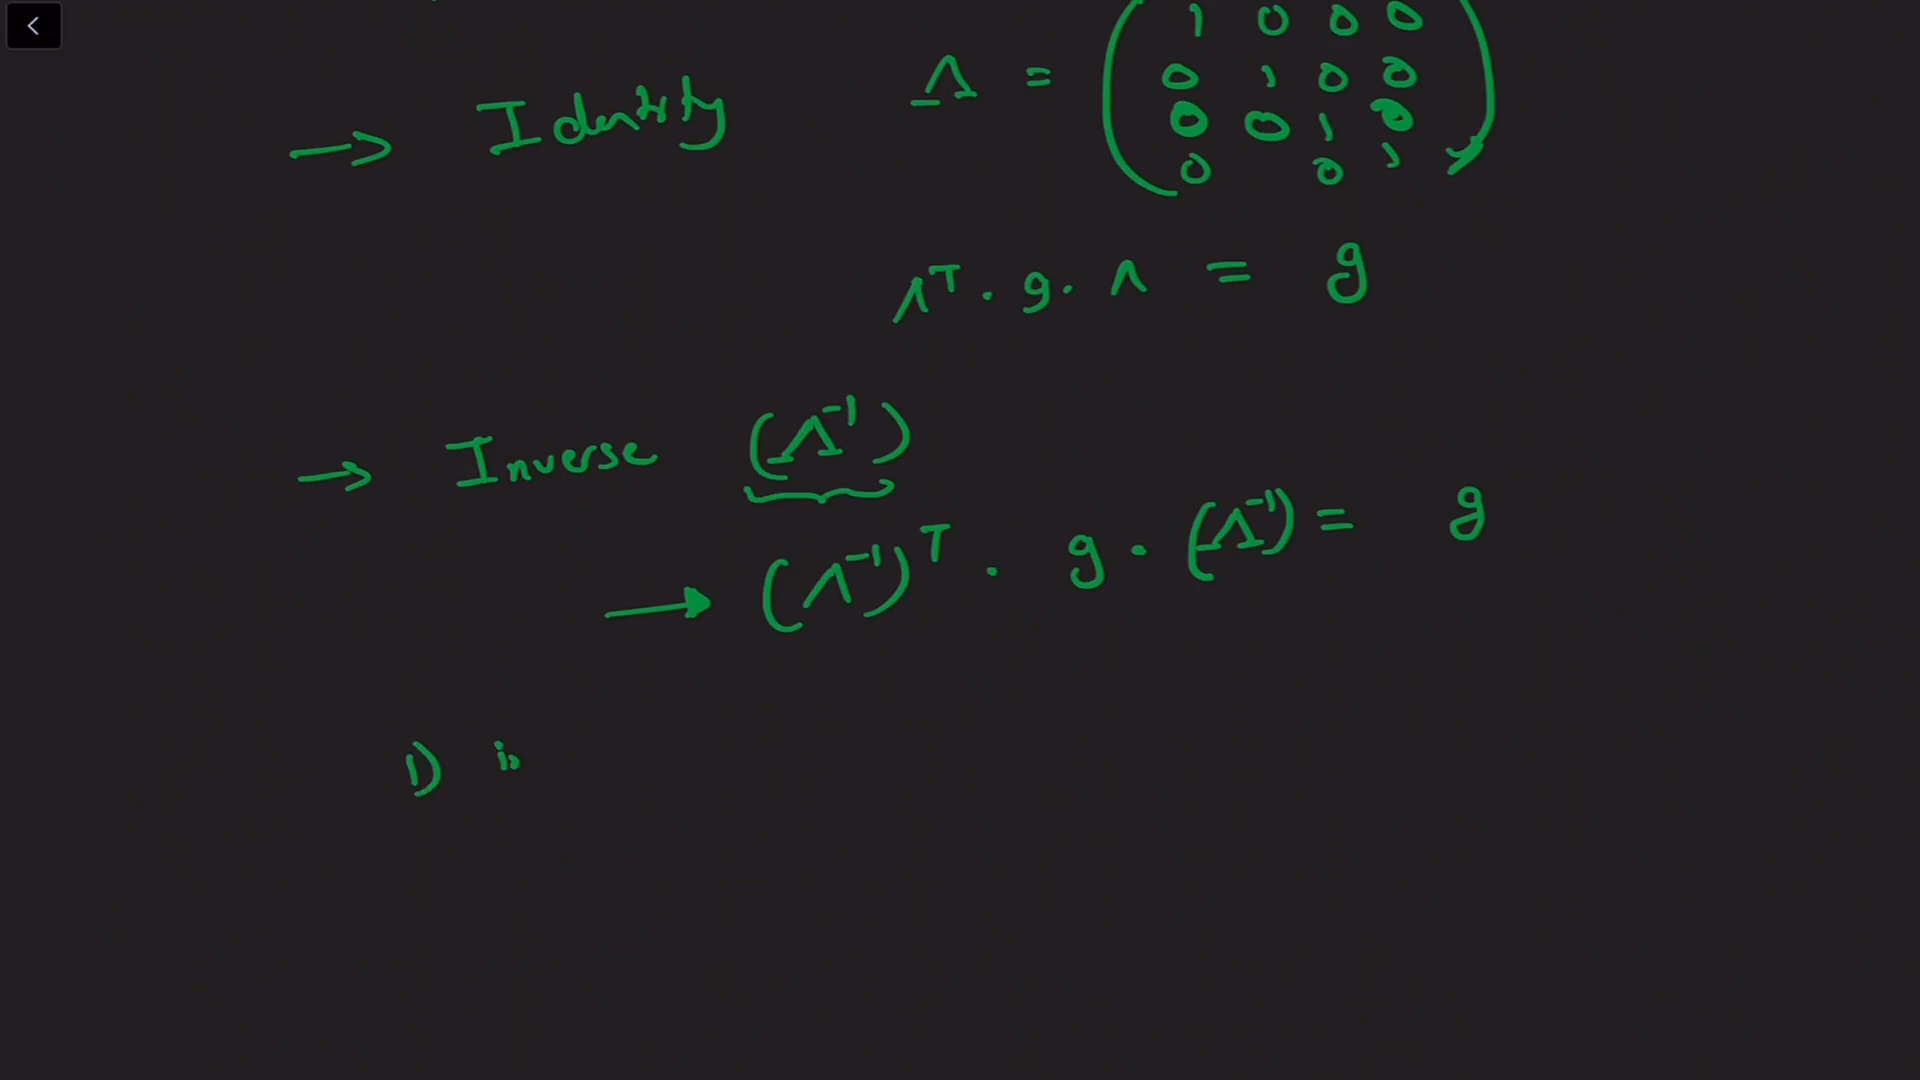 1 0 0 0
→ Identity Λ = 0 1 0 0
0 0 1 0
0 0 1
Λᵀ · g · Λ = g
→ Inverse (Λ⁻¹)
→ (Λ⁻¹)ᵀ · g · (Λ⁻¹) = g
1)